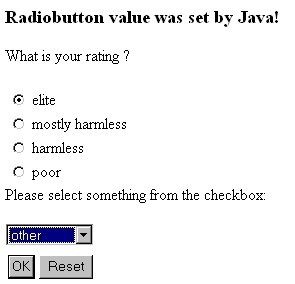 Radiobutton value was set by Java!
What is your rating ?
elite
mostly harmless
harmless
poor
Please select something from the checkbox:
other
OK Reset